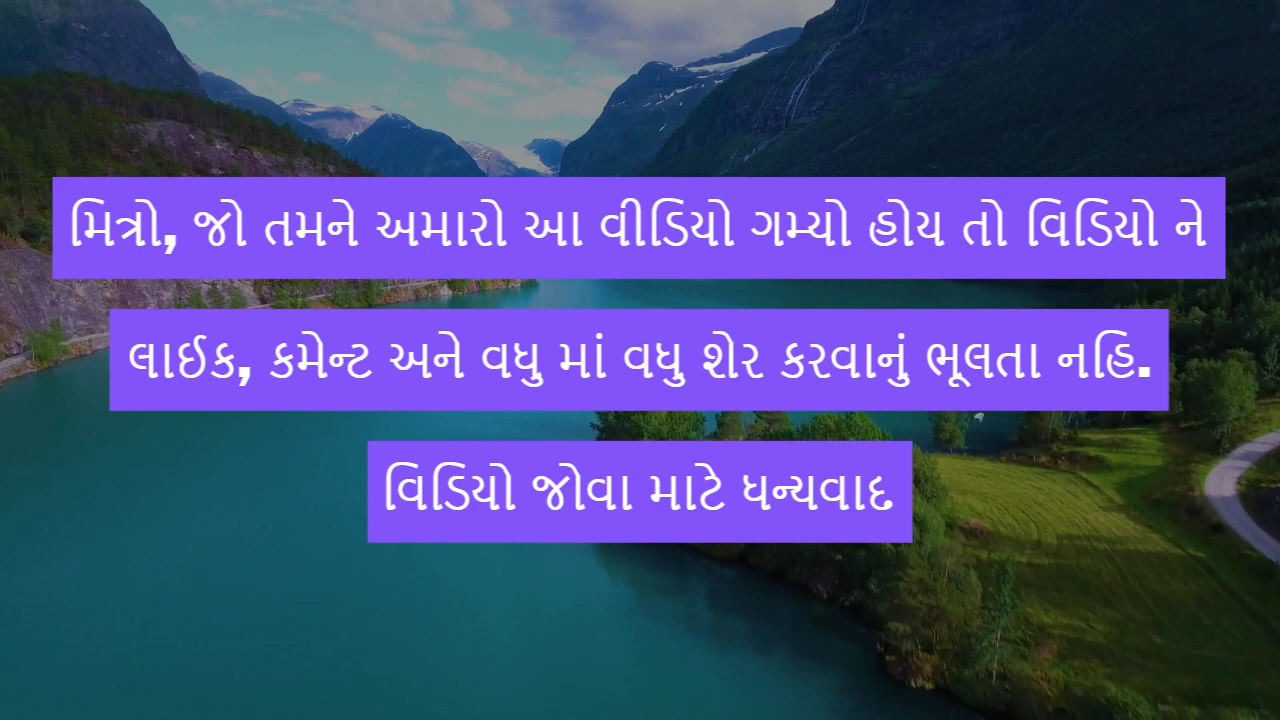 મિત્રો, જો તમને અમારો આ વીડિયો ગમ્યો હોય તો વિડિયો ને
લાઈક, કમેન્ટ અને વધુ માં વધુ શેર કરવાનું ભૂલતા નહિ.
વિડિયો જોવા માટે ધન્યવાદ